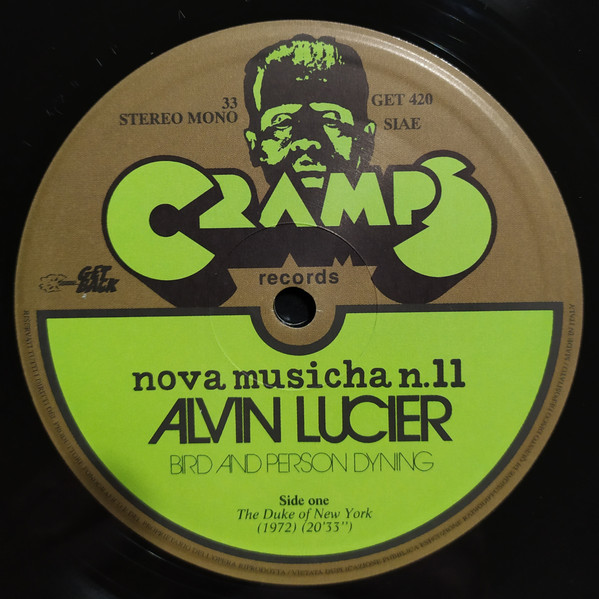 33
STEREO MONO
GET 420
SIAE
CRAMPS
records
GET
BACK
nova musicha n.11
ALVIN LUCIER
BIRD AND PERSON DYNING
Side one
The Duke of New York
(1972) (20'33")